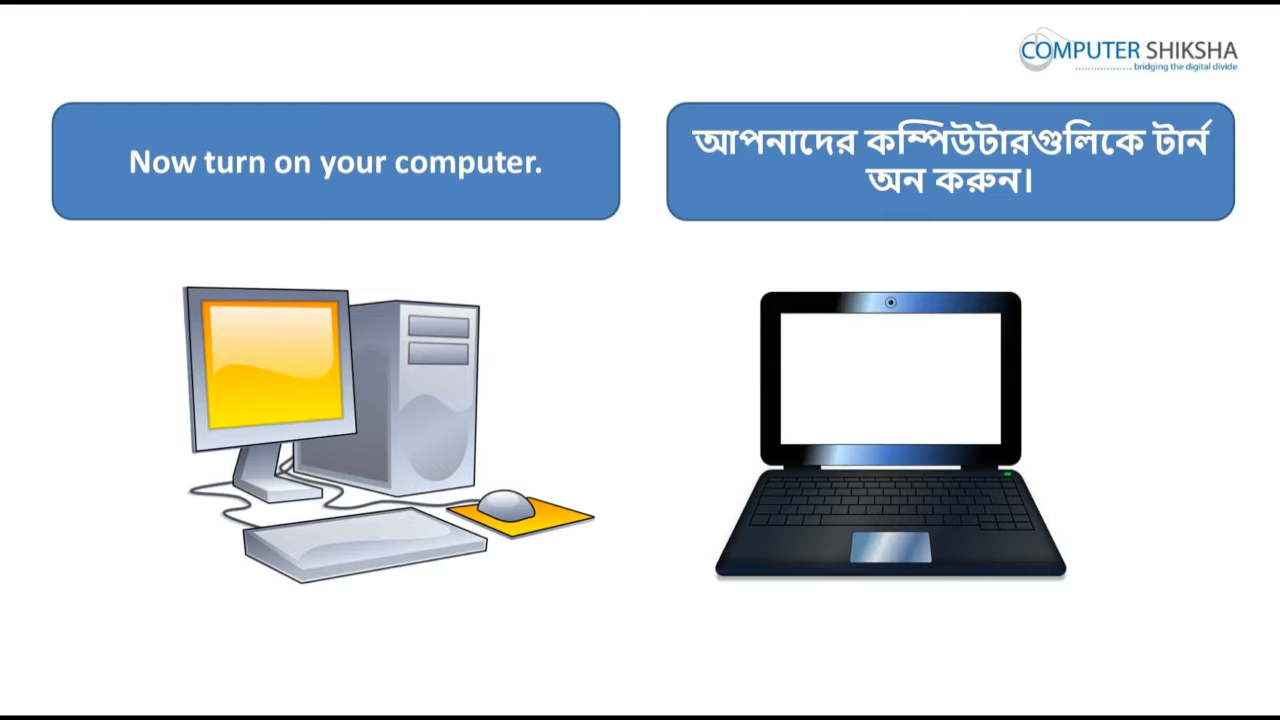 COMPUTER SHIKSHA
bridging the digital divide
Now turn on your computer.
আপনাদের কম্পিউটারগুলিকে টার্ন
অন করুন।